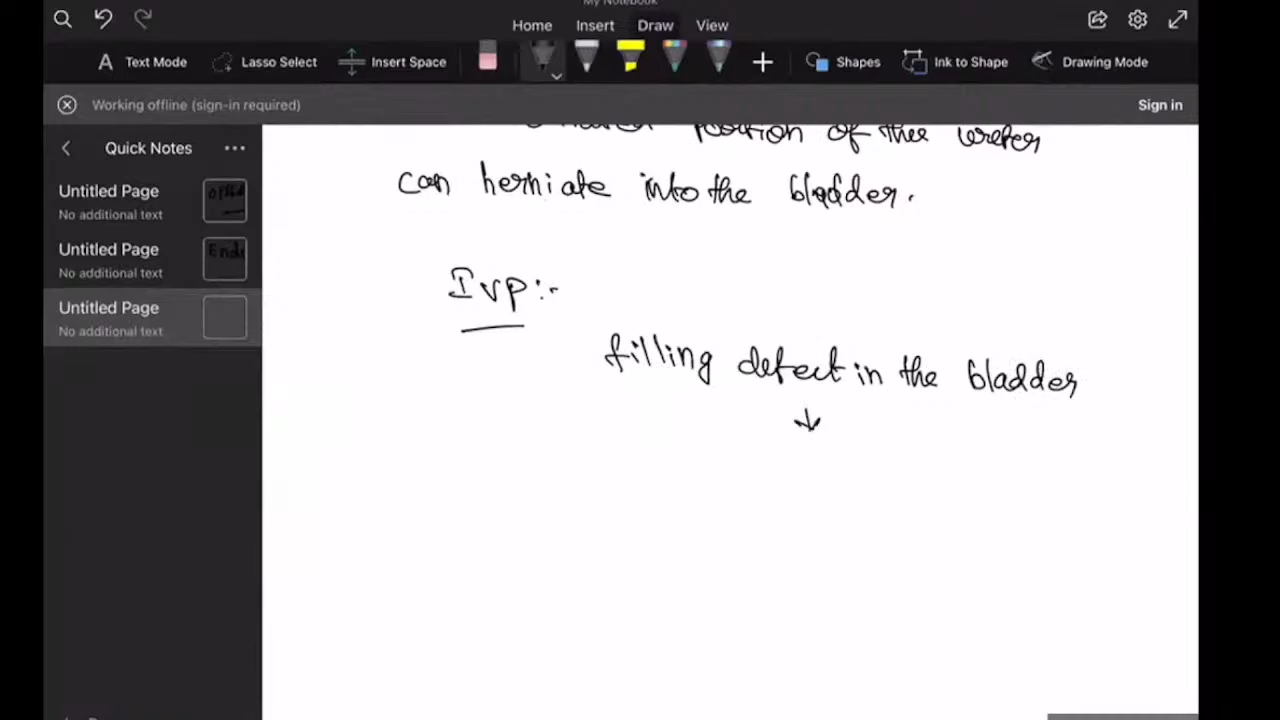 My Notebook
Home Insert Draw View
Text Mode Lasso Select Insert Space Shapes Ink to Shape Drawing Mode
Working offline (sign-in required) Sign in
Quick Notes
Untitled Page
No additional text
Untitled Page
No additional text
Untitled Page
No additional text
portion of the ureter
can herniate into the bladder.
Ivp:-
filling defect in the bladder
↓